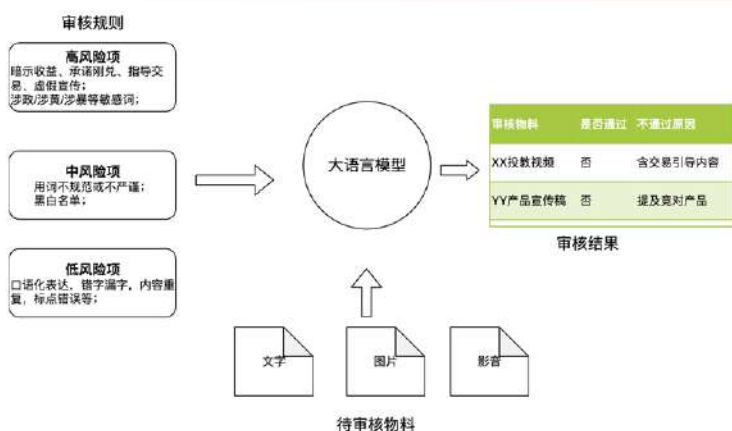 审核规则
高风险项
暗示收益、承诺刚兑、指导交
易、虚假宣传；
涉政/涉黄/涉暴等敏感词；
中风险项
用词不规范或不严谨；
黑白名单；
低风险项
口语化表达，错字漏字，内容重
复，标点错误等；
大语言模型
审核物料 是否通过 不通过原因
XX投教视频 否 含交易引导内容
YY产品宣传稿 否 提及竞对产品
审核结果
文字 图片 影音
待审核物料